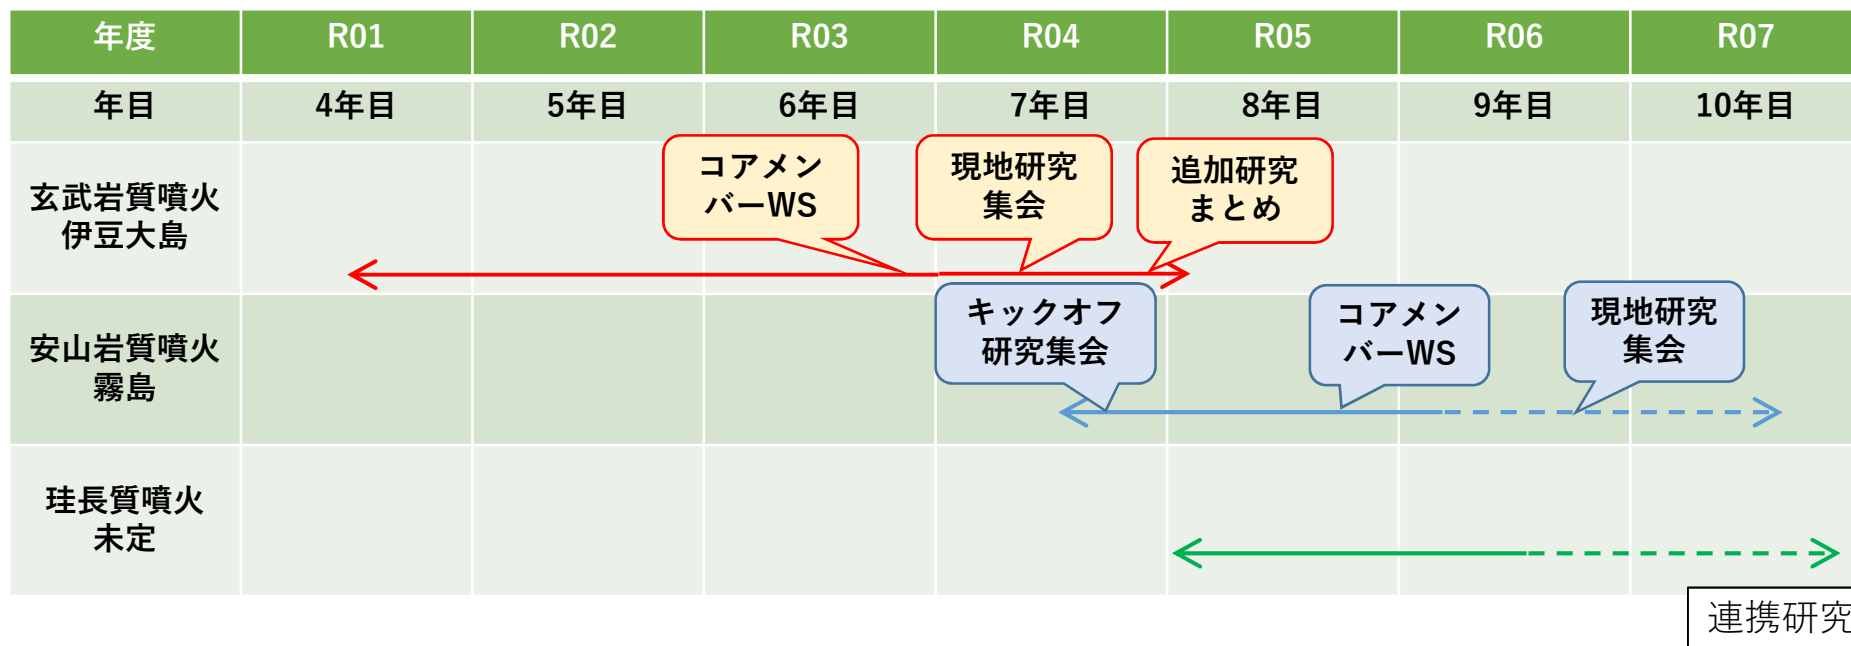 年度 R01 R02 R03 R04 R05 R06 R07
年目 4年目 5年目 6年目 7年目 8年目 9年目 10年目
玄武岩質噴火
伊豆大島
コアメン
バーWS
現地研究
集会
追加研究
まとめ
安山岩質噴火
霧島
キックオフ
研究集会
コアメン
バーWS
現地研究
集会
珪長質噴火
未定
連携研究